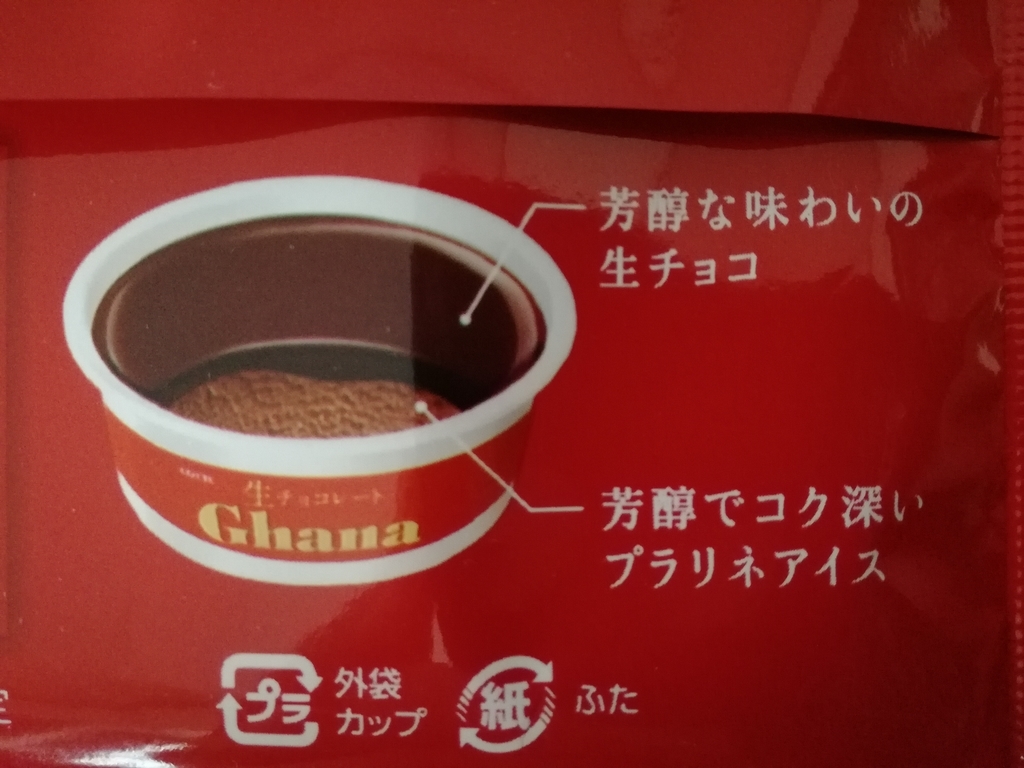 芳醇な味わいの
生チョコ
生チョコレート
Ghana
芳醇でコク深い
プラリネアイス
プラ
外袋
カップ
紙
ふた